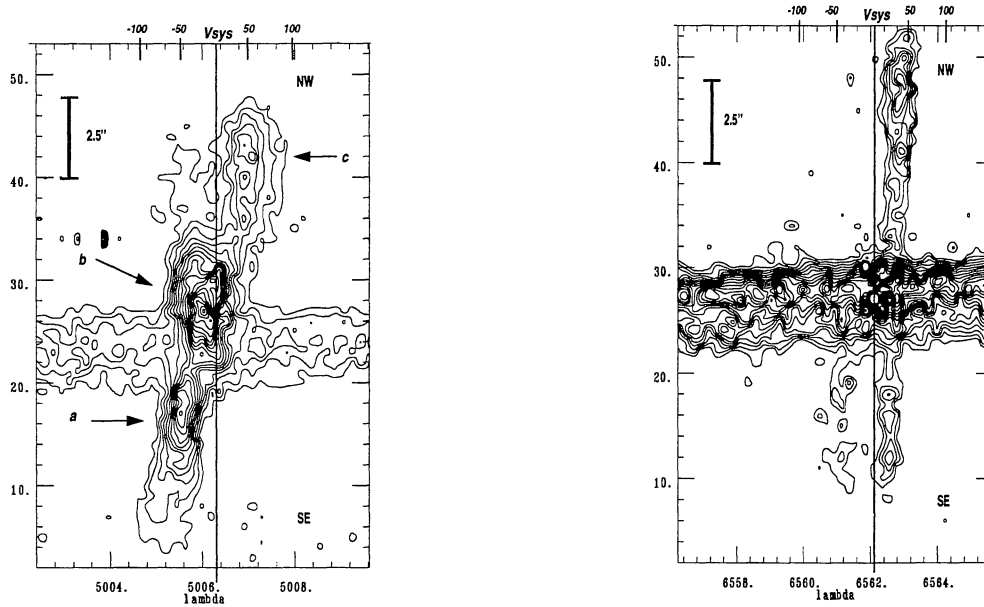 -100 -50 Vsys 50 100
50.
NW
2.5"
c
40.
b
30.
20.
a
10.
SE
5004. 5006. 5008.
lambda
-100 -50 Vsys 50 100
50.
NW
2.5"
40.
30.
20.
10.
SE
6558. 6560. 6562. 6564.
lambda